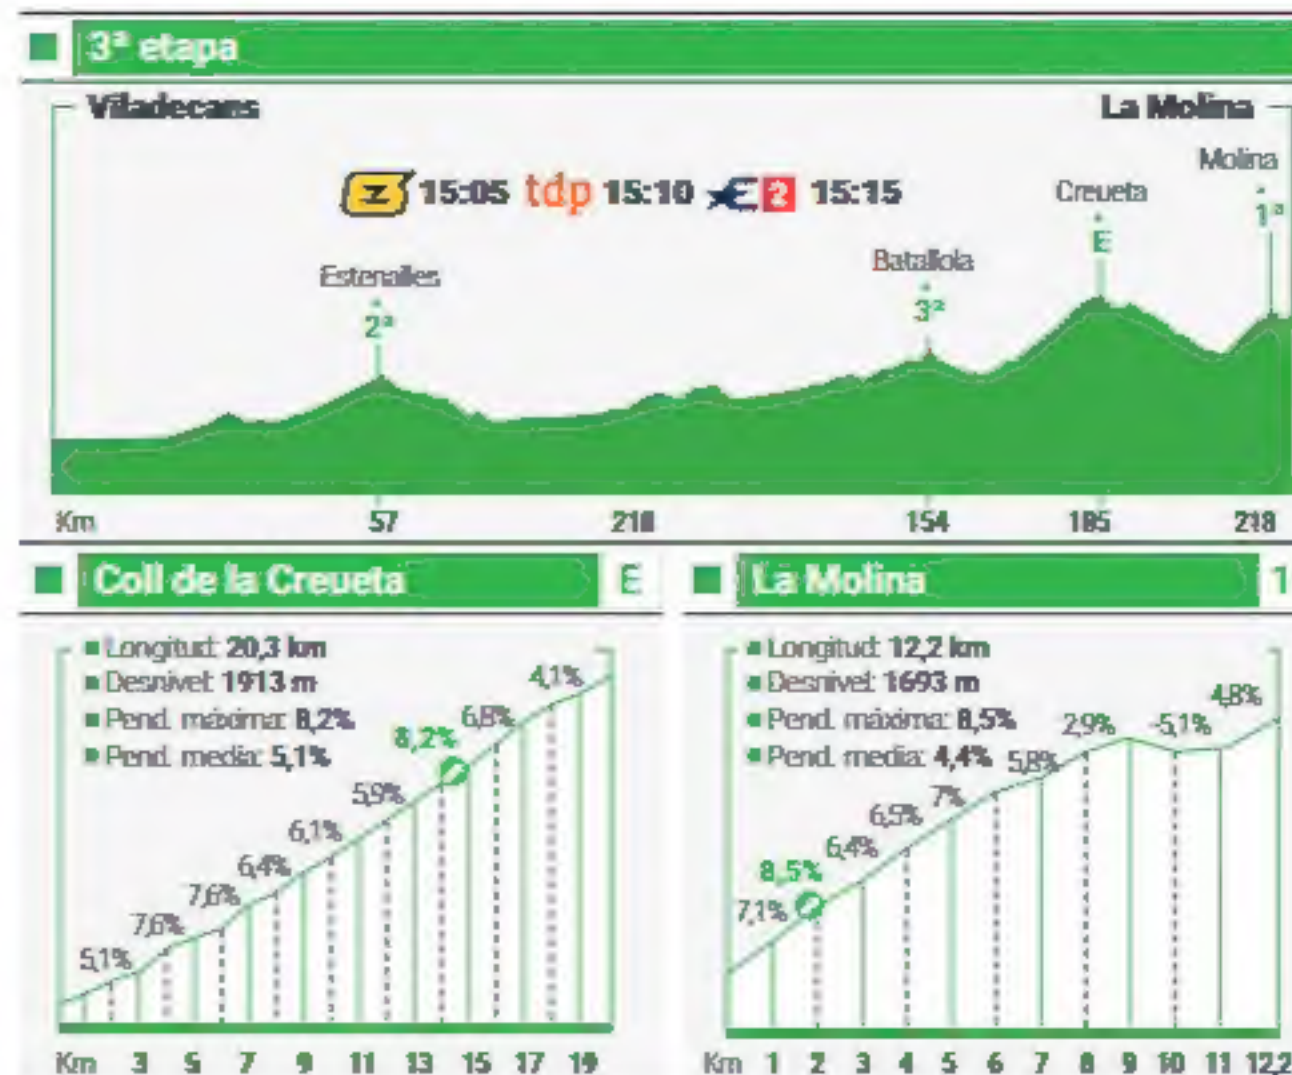 3ª etapa
Viladecans
La Molina
Molina
Z 15:05 tdp 15:10 E 2 15:15
Creueta
1ª
E
Estenalles
Batallola
2ª
3ª
Km 57 218 154 185 218
Coll de la Creueta E
Longitud: 20,3 km
Desnivel: 1913 m
Pend. máxima: 8,2%
Pend. media: 5,1%
5,1% 7,6% 7,6% 6,4% 6,1% 5,9% 8,2% 6,8% 4,1%
Km 3 5 7 9 11 13 15 17 19
La Molina 1
Longitud: 12,2 km
Desnivel: 1693 m
Pend. máxima: 8,5%
Pend. media: 4,4%
7,1% 8,5% 6,4% 6,5% 7% 5,8% 2,9% -5,1% 4,8%
Km 1 2 3 4 5 6 7 8 9 10 11 12,2